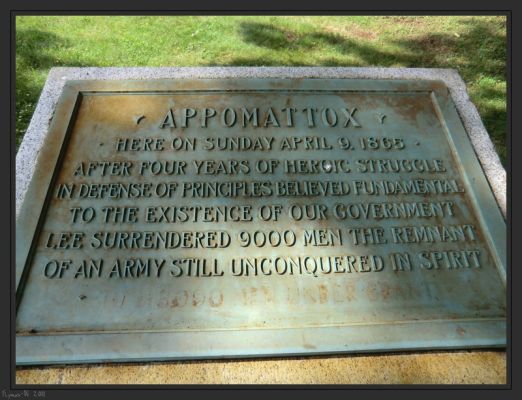 APPOMATTOX
HERE ON SUNDAY APRIL 9, 1865
AFTER FOUR YEARS OF HEROIC STRUGGLE
IN DEFENSE OF PRINCIPLES BELIEVED FUNDAMENTAL
TO THE EXISTENCE OF OUR GOVERNMENT
LEE SURRENDERED 9000 MEN THE REMNANT
OF AN ARMY STILL UNCONQUERED IN SPIRIT